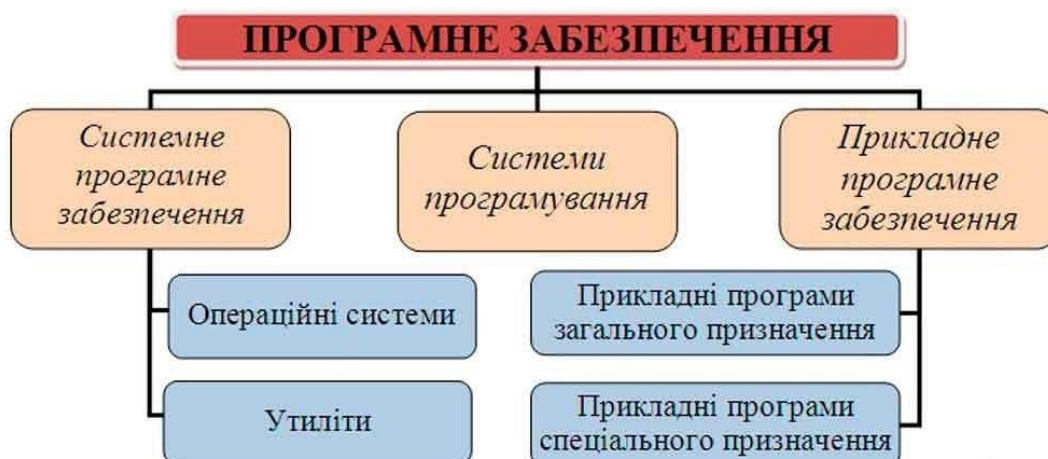 ПРОГРАМНЕ ЗАБЕЗПЕЧЕННЯ
Системне
програмне
забезпечення
Системи
програмування
Прикладне
програмне
забезпечення
Операційні системи
Утиліти
Прикладні програми
загального призначення
Прикладні програми
спеціального призначення